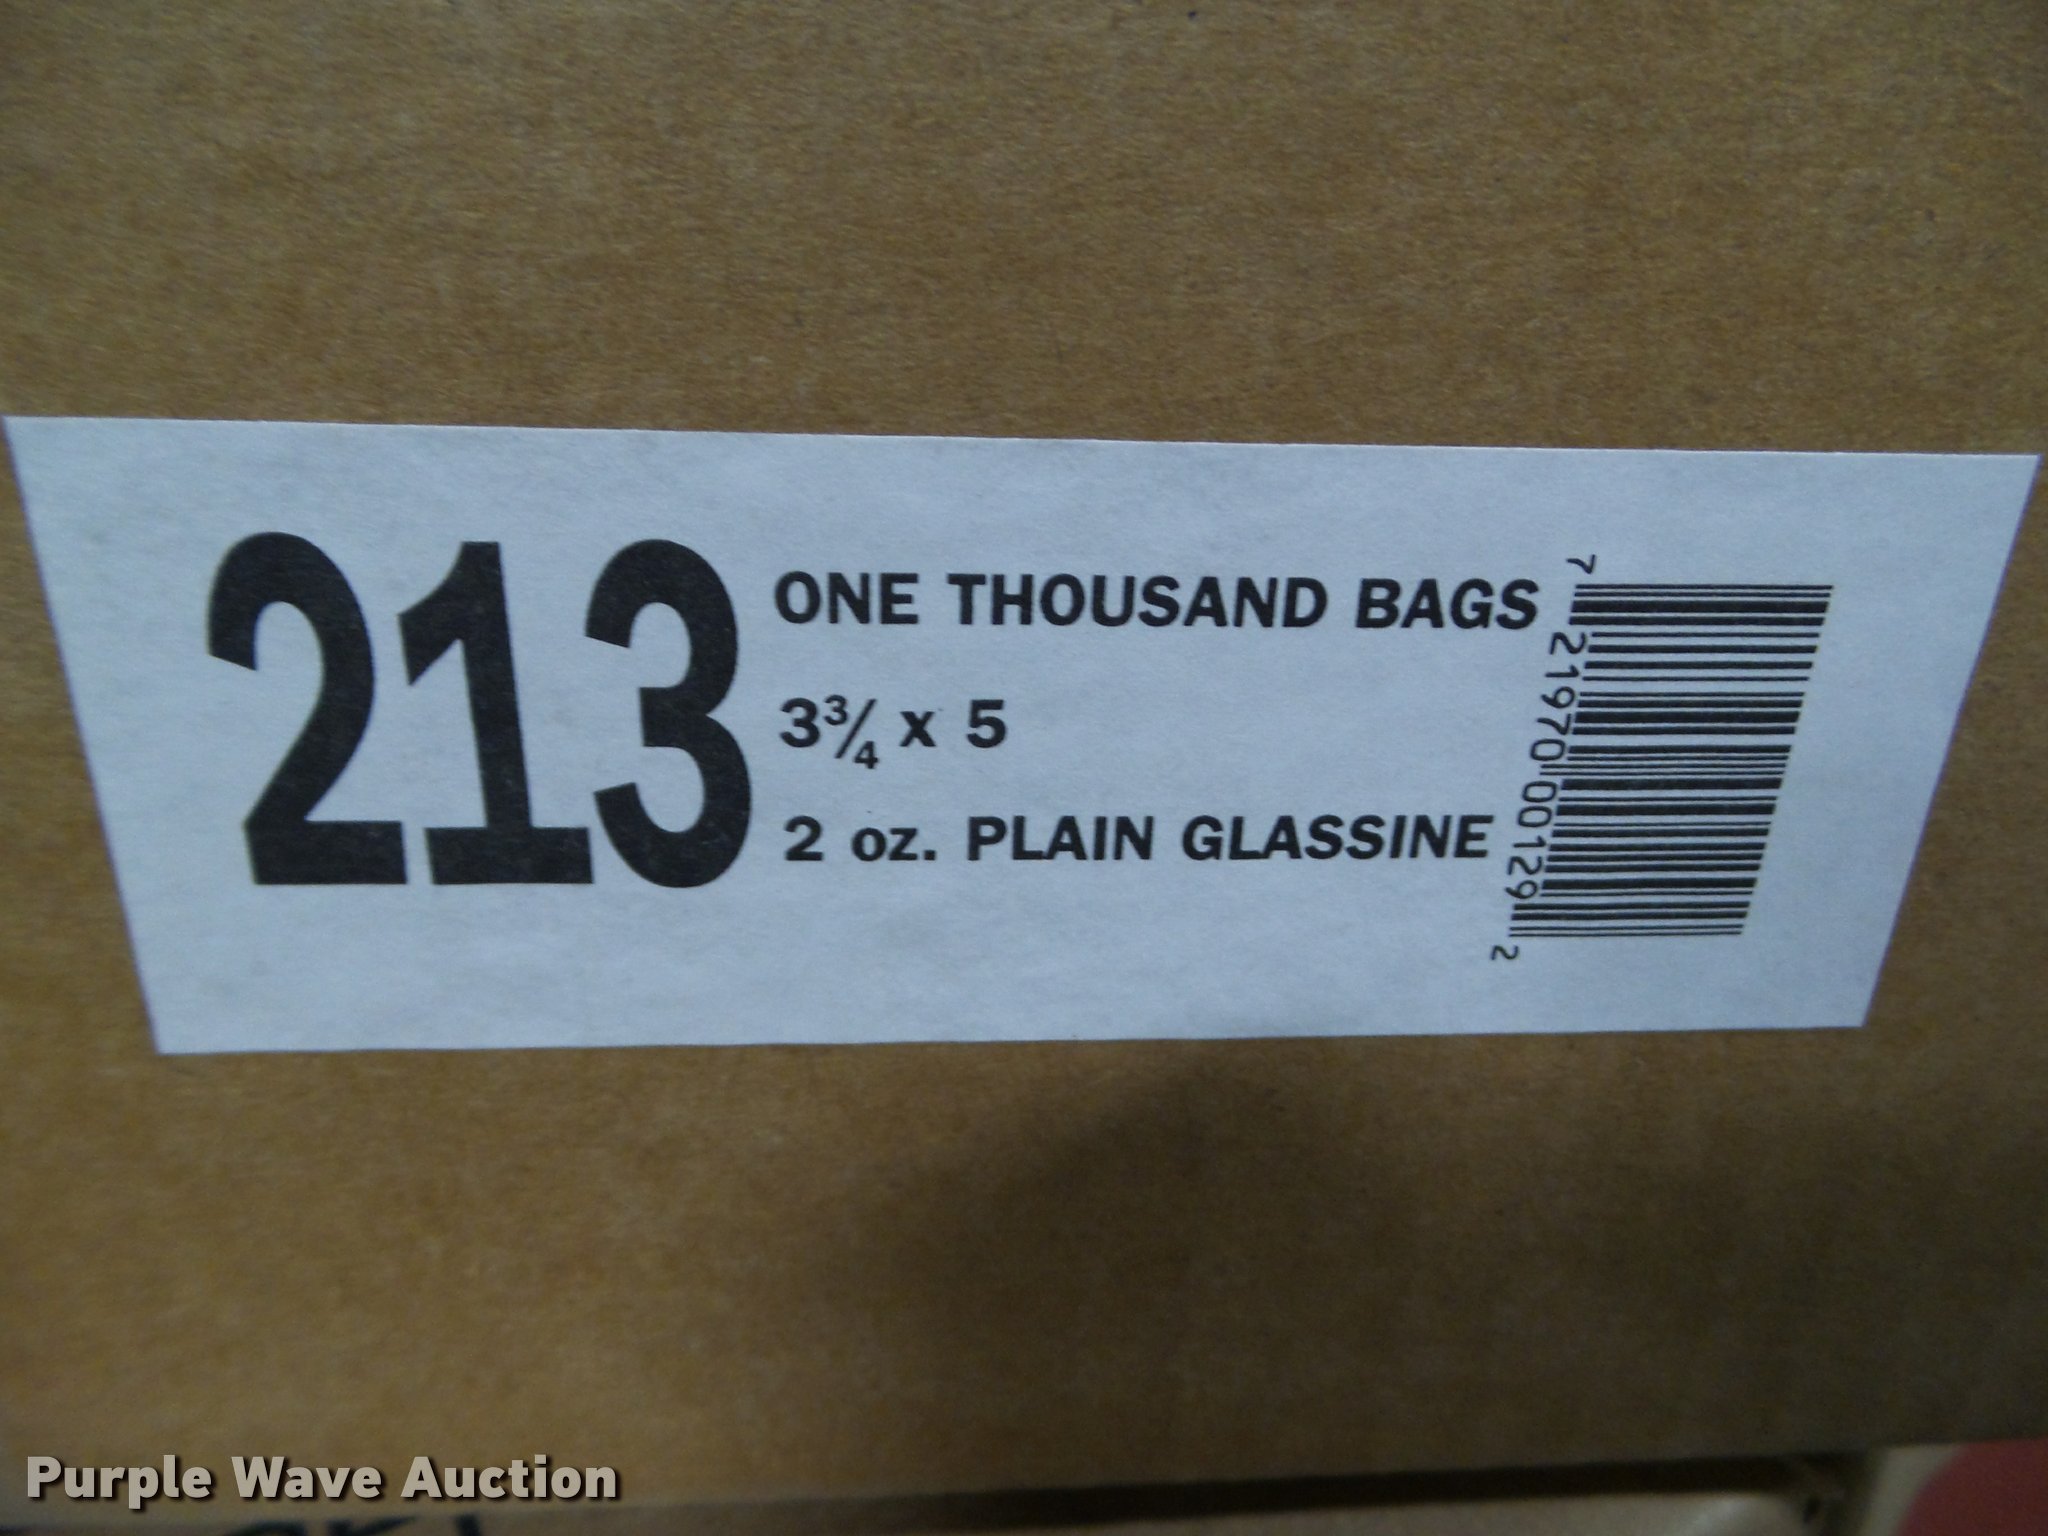 213
ONE THOUSAND BAGS
3¾ x 5
2 oz. PLAIN GLASSINE
7 21970 00129 2
Purple Wave Auction